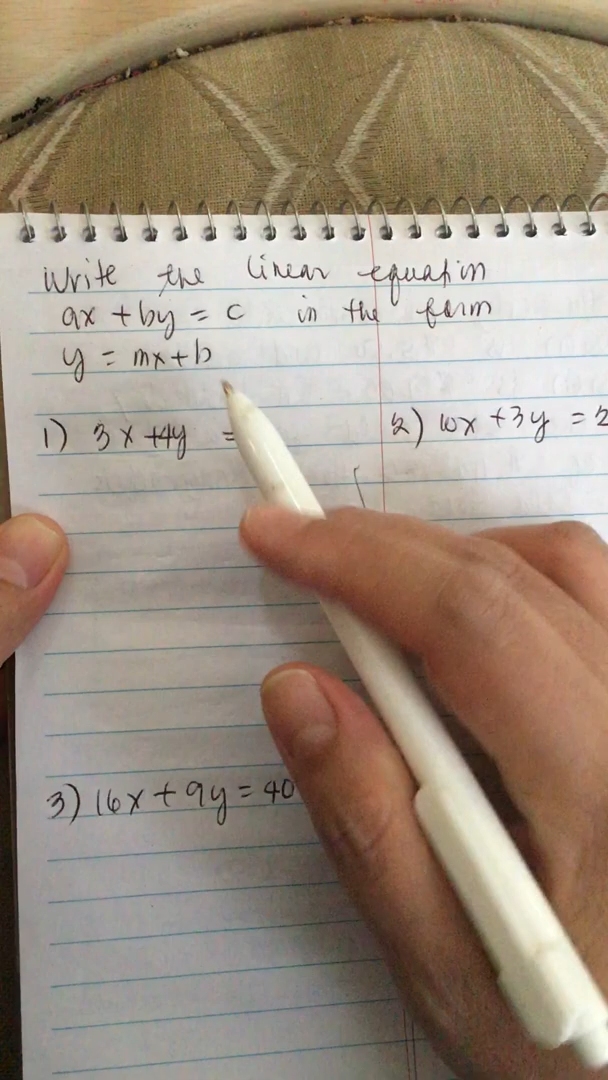 Write the linear equation
ax + by = c in the form
y = mx + b
1) 3x + 4y =
2) 10x + 3y = 2
3) 16x + 9y = 40